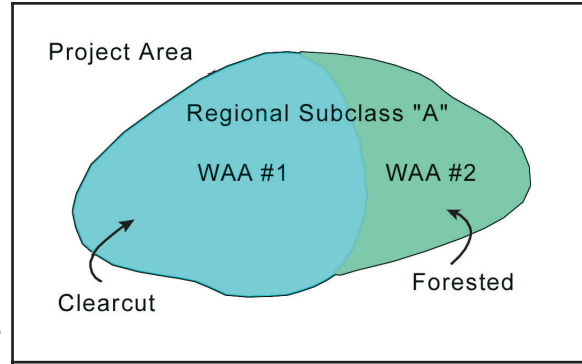 Project Area
Regional Subclass "A"
WAA #1
WAA #2
Clearcut
Forested